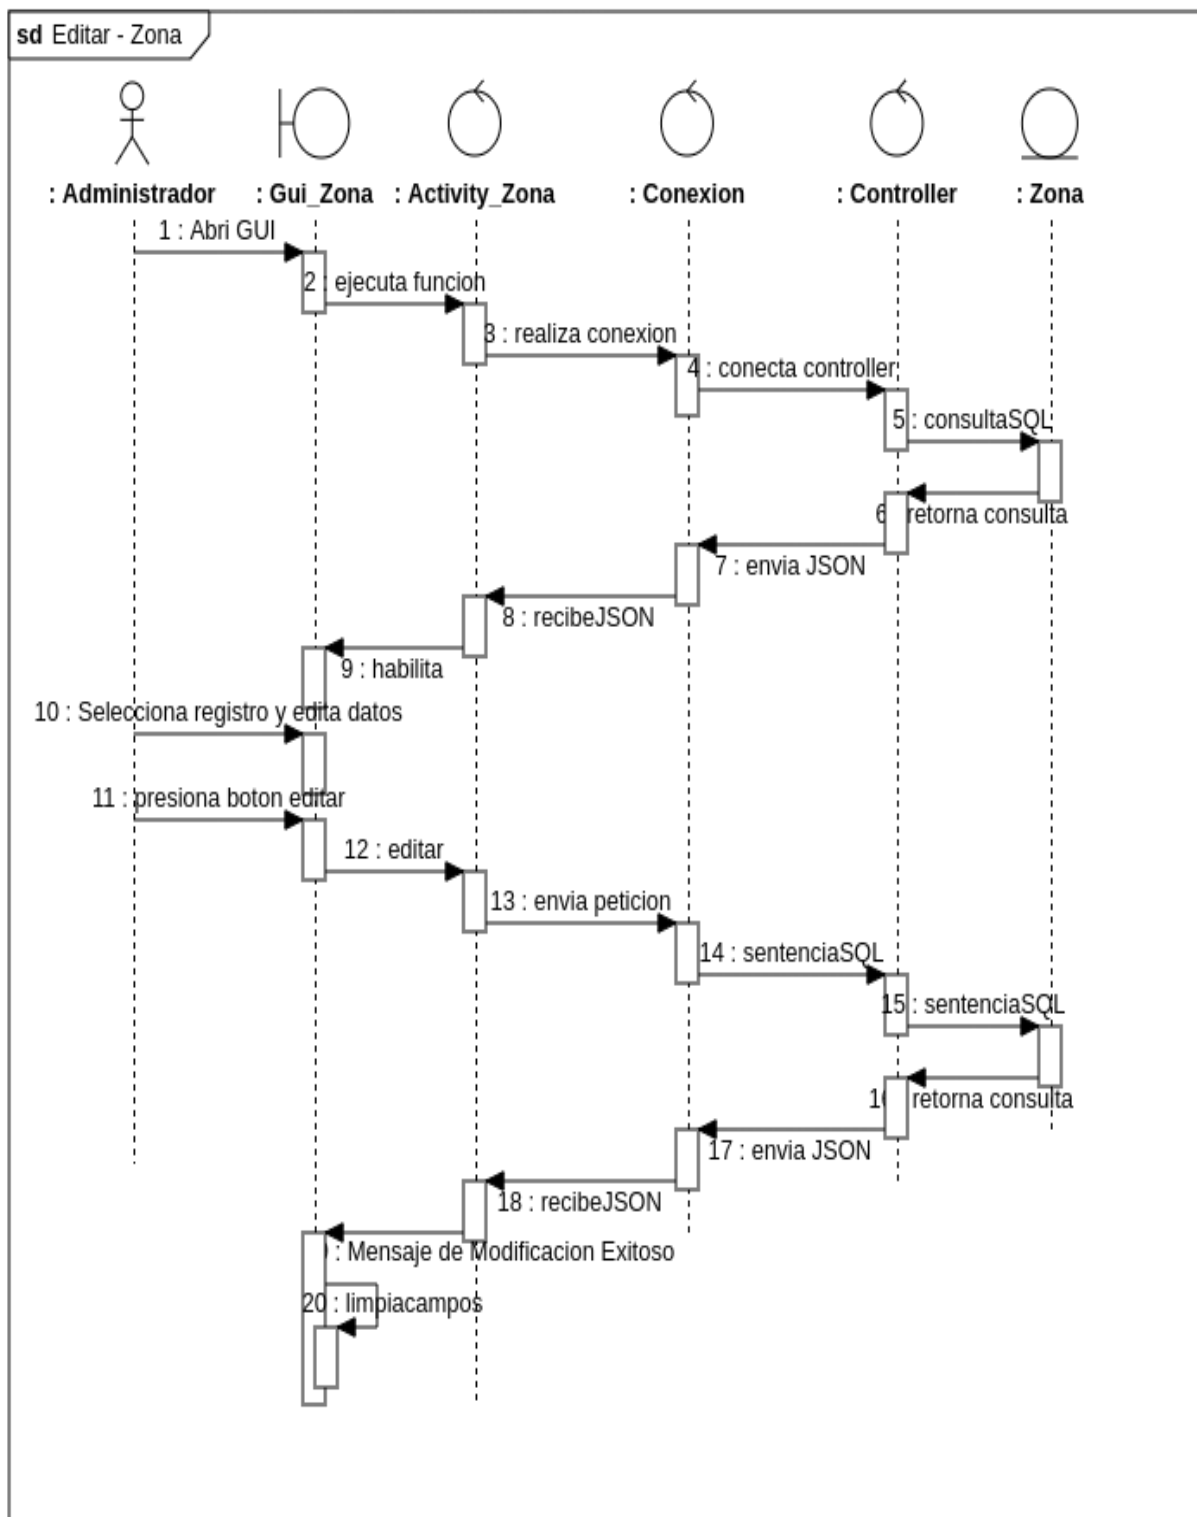 sd Editar - Zona
: Administrador : Gui_Zona : Activity_Zona : Conexion : Controller : Zona
1 : Abri GUI
2 : ejecuta funcion
3 : realiza conexion
4 : conecta controller
5 : consultaSQL
6 retorna consulta
7 : envia JSON
8 : recibeJSON
9 : habilita
10 : Selecciona registro y edita datos
11 : presiona boton editar
12 : editar
13 : envia peticion
14 : sentenciaSQL
15 : sentenciaSQL
16 retorna consulta
17 : envia JSON
18 : recibeJSON
: Mensaje de Modificacion Exitoso
20 : limpiacampos